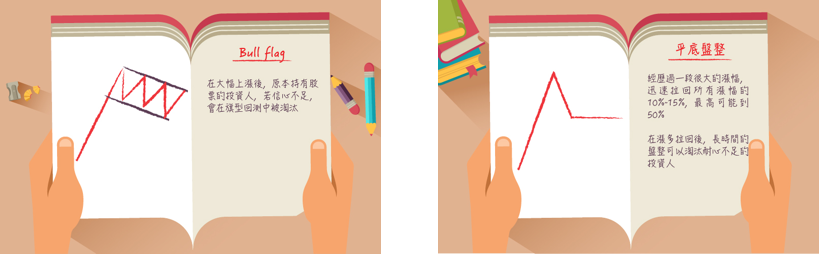 Bull flag
在大幅上漲後，原本持有股
票的投資人，若信心不足，
會在旗型回測中被淘汰
平底盤整
經歷過一段很大的漲幅，
迅速拉回所有漲幅的
10%-15%，最高可能到
50%
在漲多拉回後，長時間的
盤整可以淘汰耐心不足的
投資人